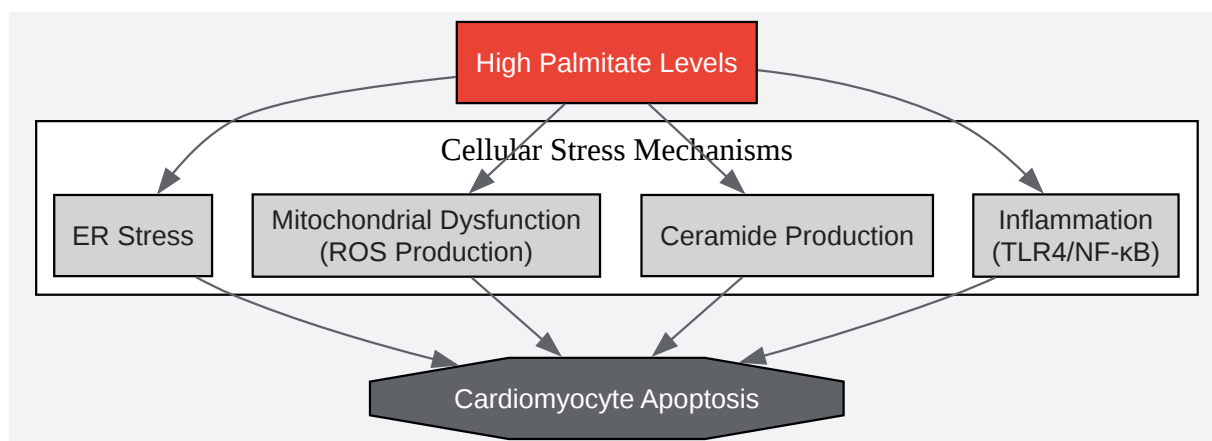 High Palmitate Levels
Cellular Stress Mechanisms
ER Stress
Mitochondrial Dysfunction
(ROS Production)
Ceramide Production
Inflammation
(TLR4/NF-κB)
Cardiomyocyte Apoptosis